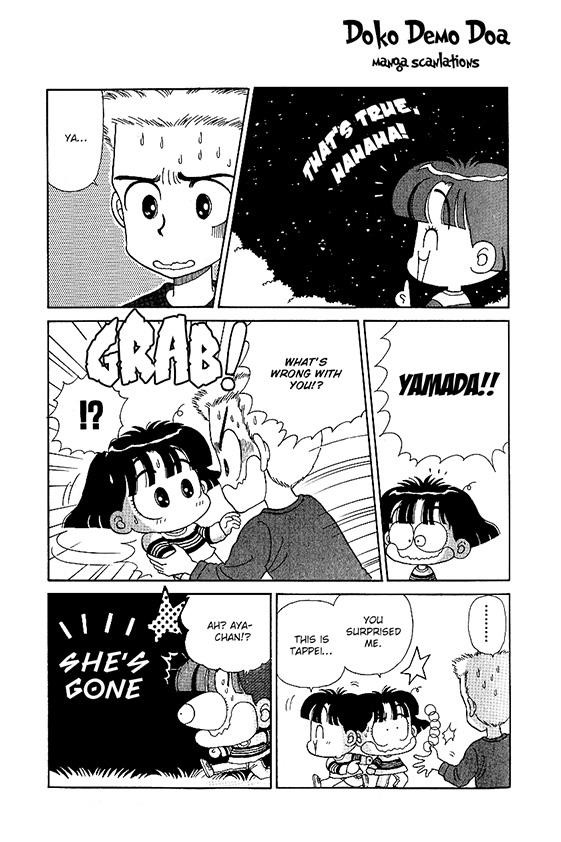 Doko Demo Doa
manga scanlations
THAT'S TRUE,
HAHAHA!
YA...
YAMADA!!
WHAT'S
WRONG WITH
YOU!?
GRAB!
!?
........
YOU
SURPRISED
ME.
THIS IS
TAPPEI...
AH? AYA-
CHAN!?
SHE'S
GONE